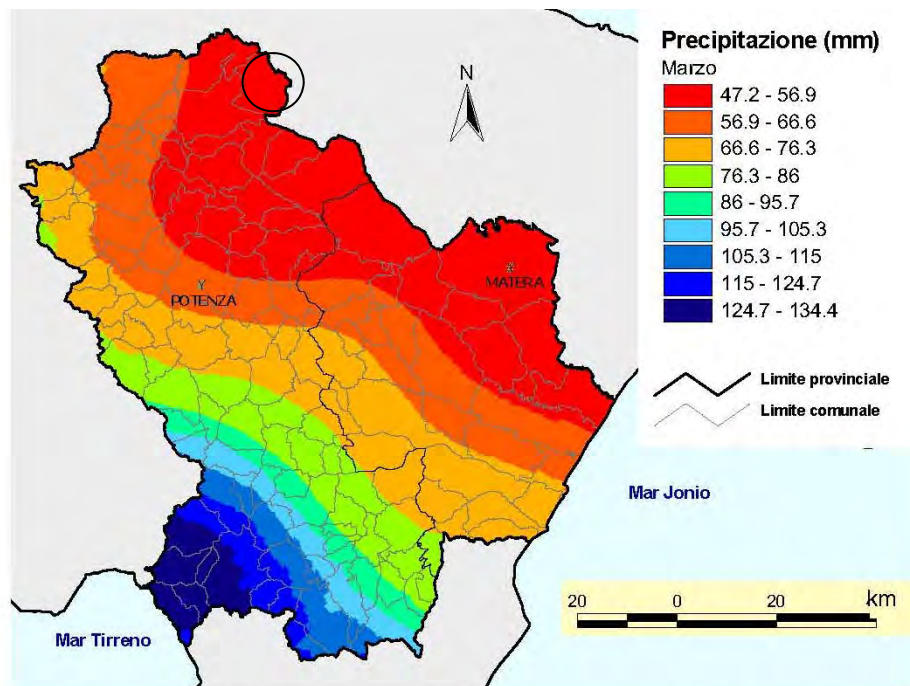 Precipitazione (mm)
Marzo
47.2 - 56.9
56.9 - 66.6
66.6 - 76.3
76.3 - 86
86 - 95.7
95.7 - 105.3
105.3 - 115
115 - 124.7
124.7 - 134.4
Limite provinciale
Limite comunale
N
POTENZA
MATERA
Mar Jonio
Mar Tirreno
20 0 20 km